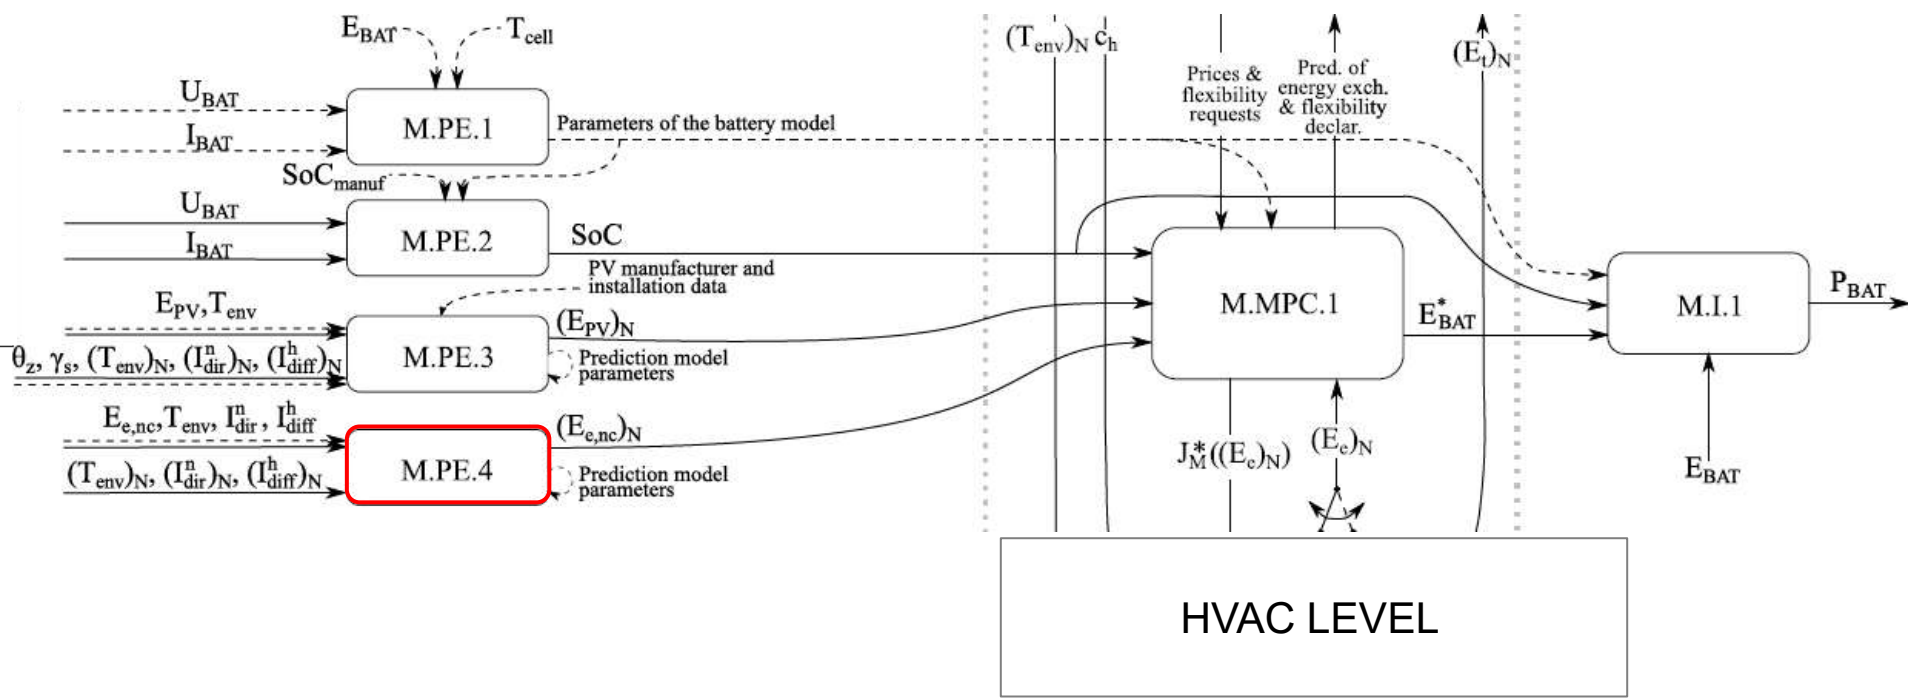 E_BAT
T_cell
U_BAT
I_BAT
M.PE.1
Parameters of the battery model
SoC_manuf
U_BAT
I_BAT
M.PE.2
SoC
PV manufacturer and
installation data
E_PV, T_env
θ_z, γ_s, (T_env)_N, (I^n_dir)_N, (I^h_diff)_N
M.PE.3
(E_PV)_N
Prediction model
parameters
E_e,nc, T_env, I^n_dir, I^h_diff
(T_env)_N, (I^n_dir)_N, (I^h_diff)_N
M.PE.4
(E_e,nc)_N
Prediction model
parameters
(T_env)_N c_h
Prices &
flexibility
requests
Pred. of
energy exch.
& flexibility
declar.
(E_t)_N
M.MPC.1
E*_BAT
J*_M((E_c)_N)
(E_c)_N
M.I.1
P_BAT
E_BAT
HVAC LEVEL